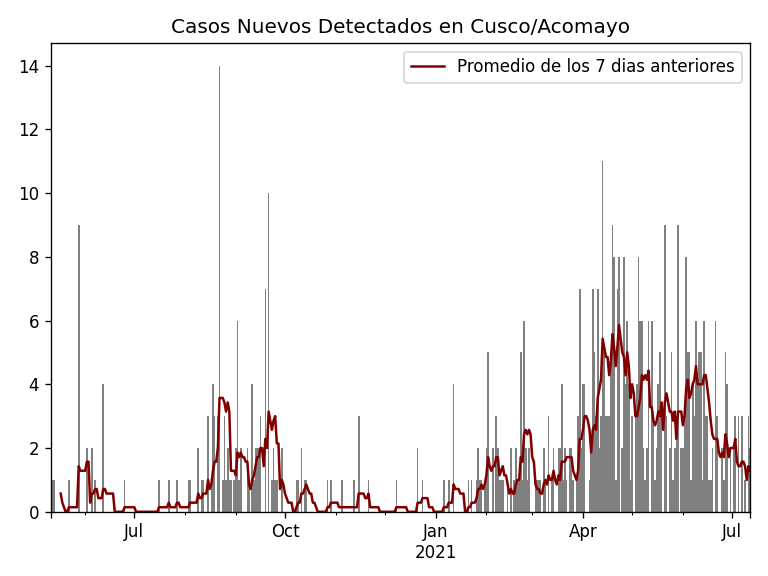 Casos Nuevos Detectados en Cusco/Acomayo
Promedio de los 7 dias anteriores
14
12
10
8
6
4
2
0
Jul
Oct
Jan
2021
Apr
Jul